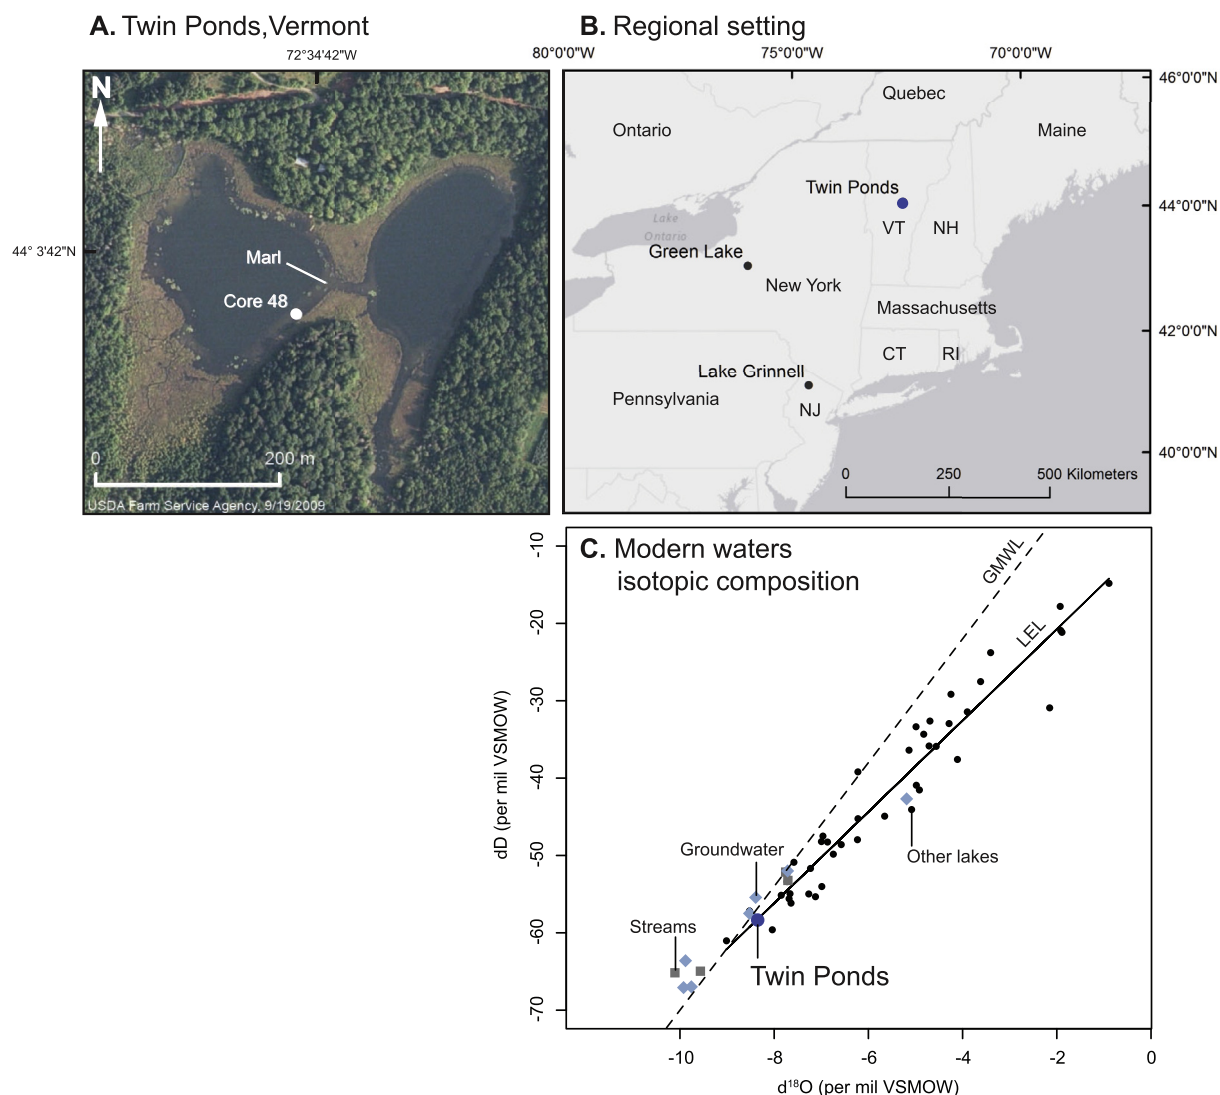 A. Twin Ponds,Vermont
72°34'42"W
N
44° 3'42"N
Marl
Core 48
0 200 m
USDA Farm Service Agency, 9/19/2009
B. Regional setting
80°0'0"W 75°0'0"W 70°0'0"W
46°0'0"N
Quebec
Ontario
Maine
Twin Ponds
44°0'0"N
Lake
Ontario
VT NH
Green Lake
New York
Massachusetts
42°0'0"N
CT RI
Lake Grinnell
Pennsylvania
NJ
40°0'0"N
0 250 500 Kilometers
C. Modern waters
isotopic composition
GMWL
LEL
-10
-20
-30
-40
-50
-60
-70
dD (per mil VSMOW)
Groundwater
Other lakes
Streams
Twin Ponds
-10 -8 -6 -4 -2 0
d¹⁸O (per mil VSMOW)